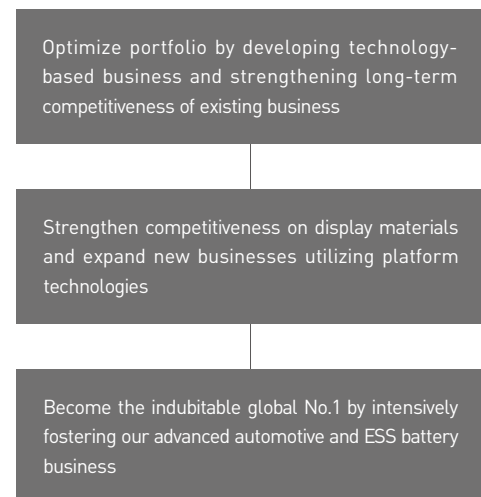 Optimize portfolio by developing technology-
based business and strengthening long-term
competitiveness of existing business
Strengthen competitiveness on display materials
and expand new businesses utilizing platform
technologies
Become the indubitable global No.1 by intensively
fostering our advanced automotive and ESS battery
business